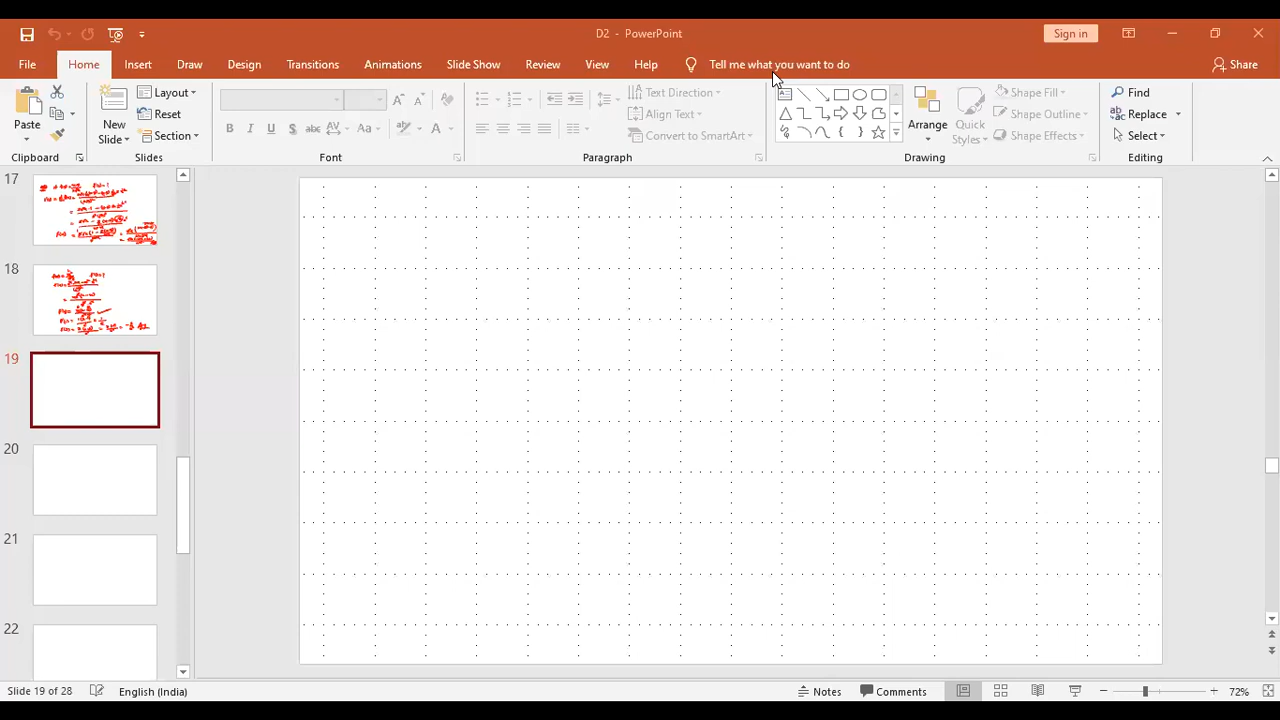 D2 - PowerPoint
Sign in
File Home Insert Draw Design Transitions Animations Slide Show Review View Help Tell me what you want to do Share
Paste
New
Slide
Layout
Reset
Section
B I U S abc AV Aa
Text Direction
Align Text
Convert to SmartArt
Arrange
Quick
Styles
Shape Fill
Shape Outline
Shape Effects
Find
Replace
Select
Clipboard Slides Font Paragraph Drawing Editing
17
18
19
20
21
22
Slide 19 of 28 English (India) Notes Comments 72%